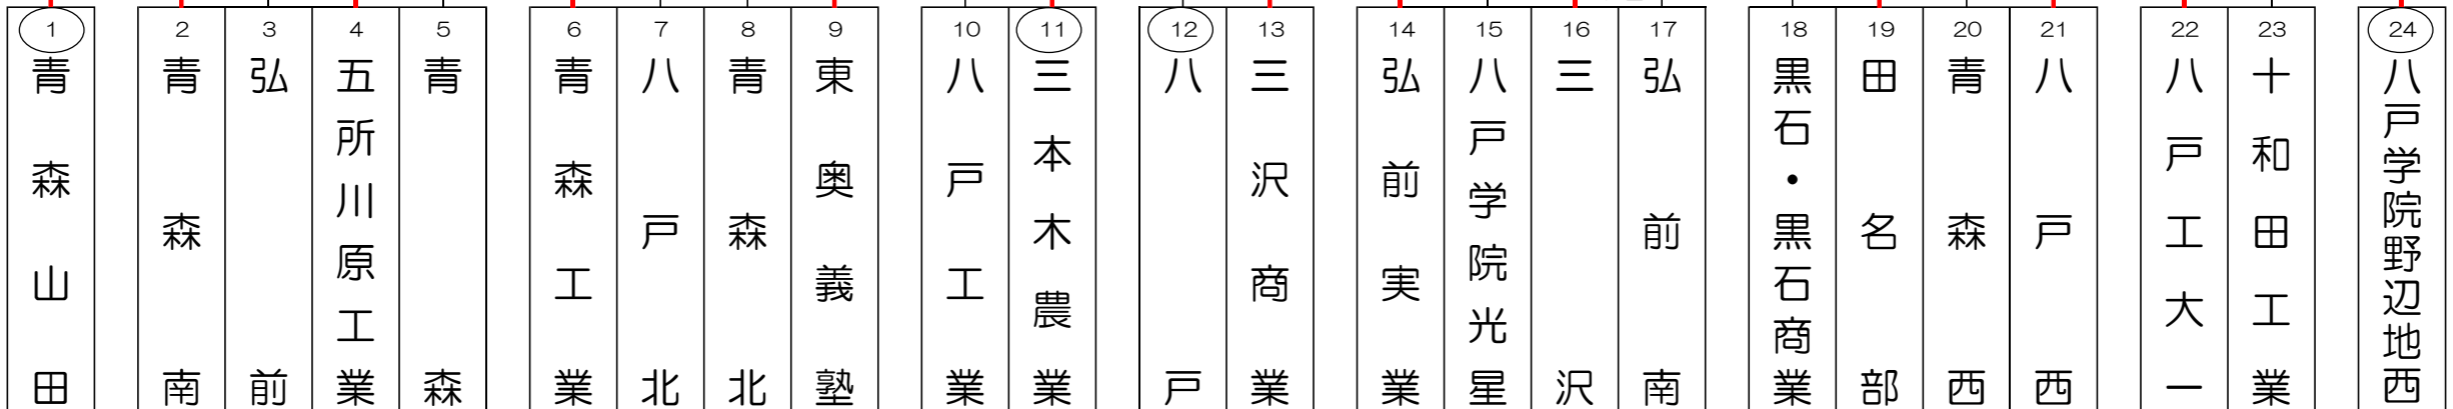 1 青森山田
2 青森南
3 弘前
4 五所川原工業
5 青森
6 青森工業
7 八戸北
8 青森北
9 東奥義塾
10 八戸工業
11 三本木農業
12 八戸
13 三沢商業
14 弘前実業
15 八戸学院光星
16 三沢
17 弘前南
18 黒石・黒石商業
19 田名部
20 青森西
21 八戸西
22 八戸工大一
23 十和田工業
24 八戸学院野辺地西